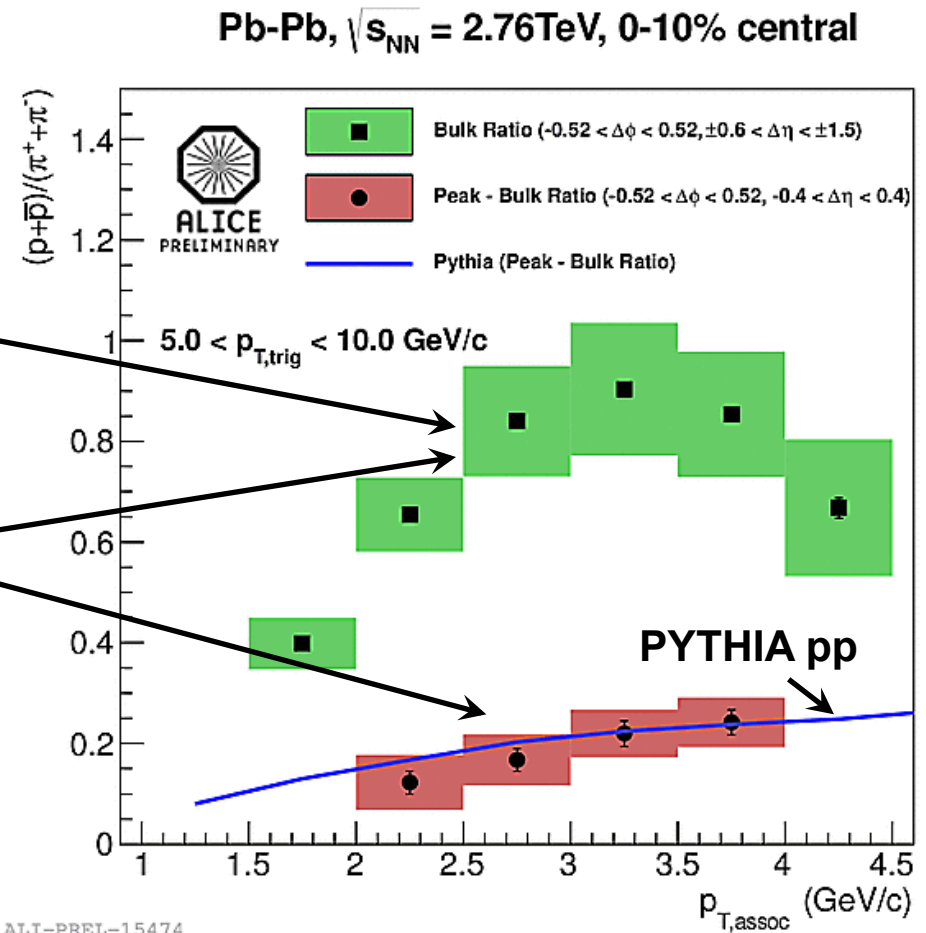 Pb-Pb, √sNN = 2.76TeV, 0-10% central
(p+p̅)/(π⁺+π⁻)
1.4
1.2
1
0.8
0.6
0.4
0.2
0
ALICE
PRELIMINARY
Bulk Ratio (-0.52 < Δϕ < 0.52, ±0.6 < Δη < ±1.5)
Peak - Bulk Ratio (-0.52 < Δϕ < 0.52, -0.4 < Δη < 0.4)
Pythia (Peak - Bulk Ratio)
5.0 < pT,trig < 10.0 GeV/c
PYTHIA pp
1 1.5 2 2.5 3 3.5 4 4.5
pT,assoc (GeV/c)
ALI-PREL-15474